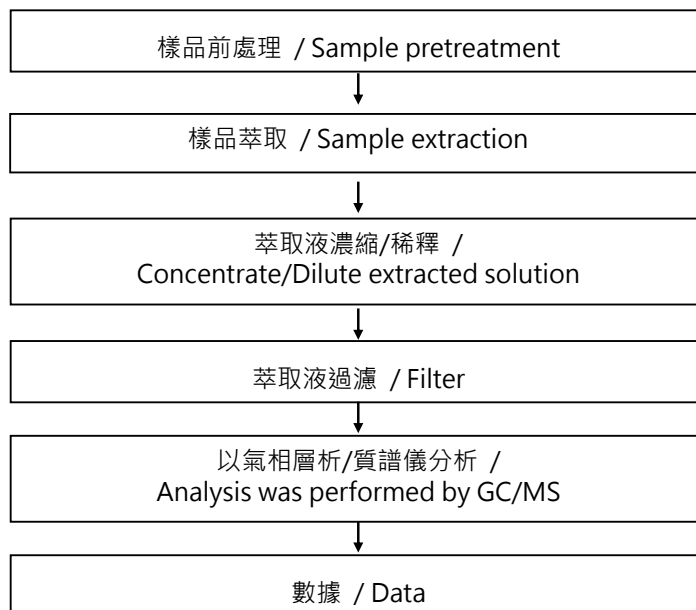 樣品前處理 / Sample pretreatment
樣品萃取 / Sample extraction
萃取液濃縮/稀釋 /
Concentrate/Dilute extracted solution
萃取液過濾 / Filter
以氣相層析/質譜儀分析 /
Analysis was performed by GC/MS
數據 / Data